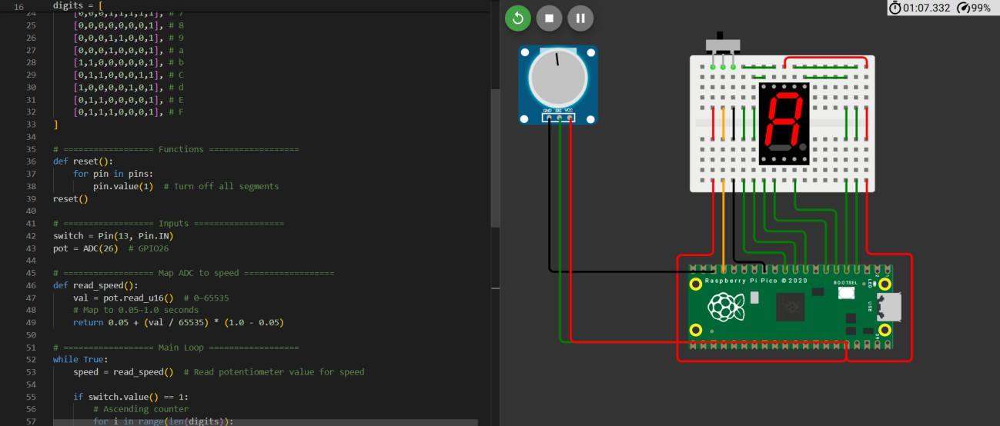 16 digits = [
24 [0,0,0,1,1,1,1,1], # 7
25 [0,0,0,0,0,0,0,1], # 8
26 [0,0,0,1,1,0,0,1], # 9
27 [0,0,0,1,0,0,0,1], # a
28 [1,1,0,0,0,0,0,1], # b
29 [0,1,1,0,0,0,1,1], # C
30 [1,0,0,0,0,1,0,1], # d
31 [0,1,1,0,0,0,0,1], # E
32 [0,1,1,1,0,0,0,1], # F
33 ]
34
35 # ================== Functions ==================
36 def reset():
37 for pin in pins:
38 pin.value(1) # Turn off all segments
39 reset()
40
41 # ================== Inputs ==================
42 switch = Pin(13, Pin.IN)
43 pot = ADC(26) # GPIO26
44
45 # ================== Map ADC to speed ==================
46 def read_speed():
47 val = pot.read_u16() # 0–65535
48 # Map to 0.05–1.0 seconds
49 return 0.05 + (val / 65535) * (1.0 - 0.05)
50
51 # ================== Main Loop ==================
52 while True:
53 speed = read_speed() # Read potentiometer value for speed
54
55 if switch.value() == 1:
56 # Ascending counter
57 for i in range(len(digits)):
01:07.332 99%
GND SIG VCC
A
Raspberry Pi Pico ©2020
BOOTSEL
LED
USB
2
1
39